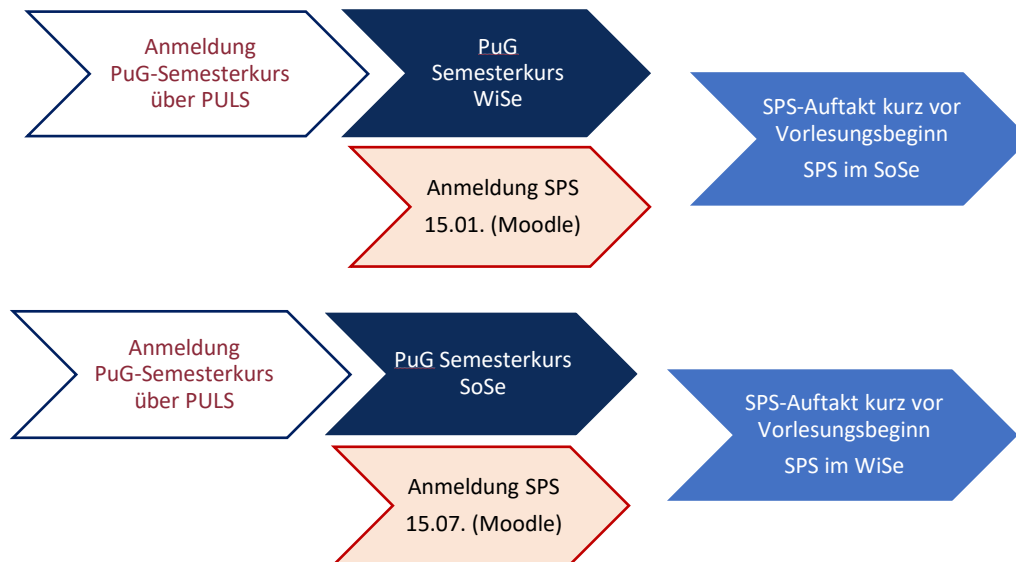 Anmeldung
PuG-Semesterkurs
über PULS
PuG
Semesterkurs
WiSe
Anmeldung SPS
15.01. (Moodle)
SPS-Auftakt kurz vor
Vorlesungsbeginn
SPS im SoSe
Anmeldung
PuG-Semesterkurs
über PULS
PuG Semesterkurs
SoSe
Anmeldung SPS
15.07. (Moodle)
SPS-Auftakt kurz vor
Vorlesungsbeginn
SPS im WiSe